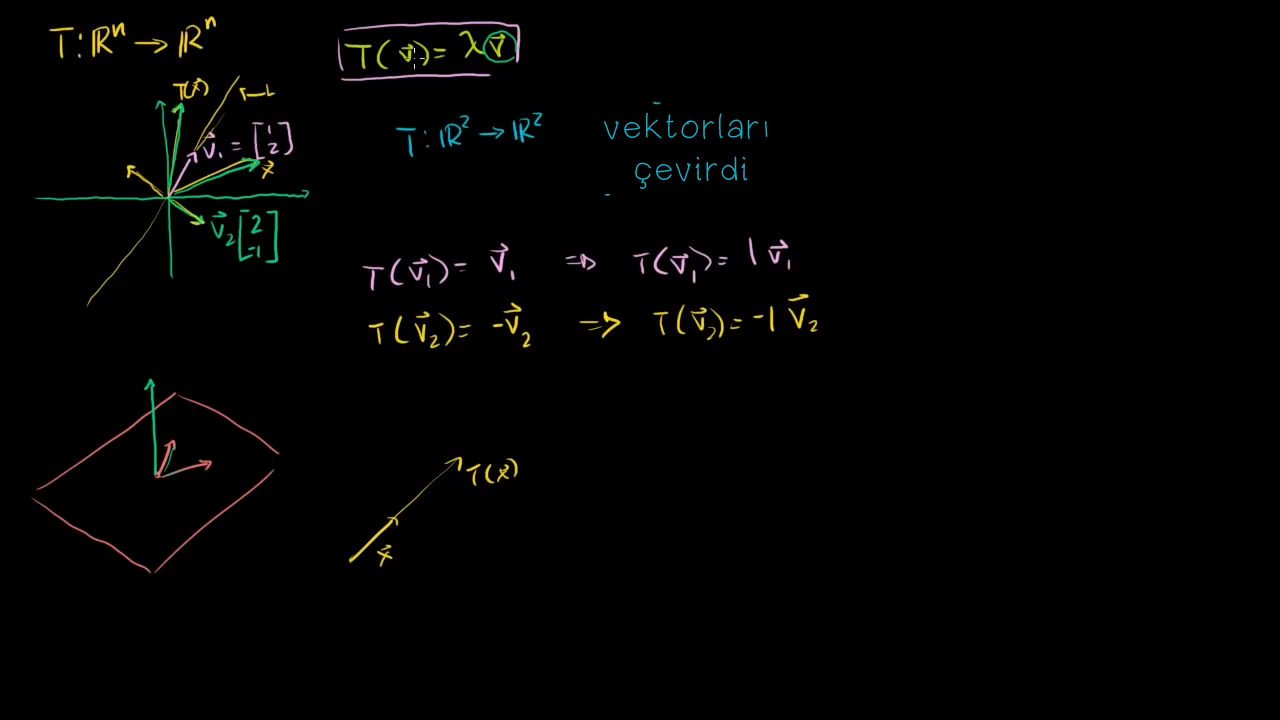 T: ℝⁿ → ℝⁿ
T(v⃗) = λv⃗
T(x⃗)
L
v⃗₁ = [1 2]
x⃗
v⃗₂ [2 -1]
T: ℝ² → ℝ²
vektorları
çevirdi
T(v⃗₁) = v⃗₁ ⇒ T(v⃗₁) = 1 v⃗₁
T(v⃗₂) = -v⃗₂ ⇒ T(v⃗₂) = -1 v⃗₂
T(x⃗)
x⃗